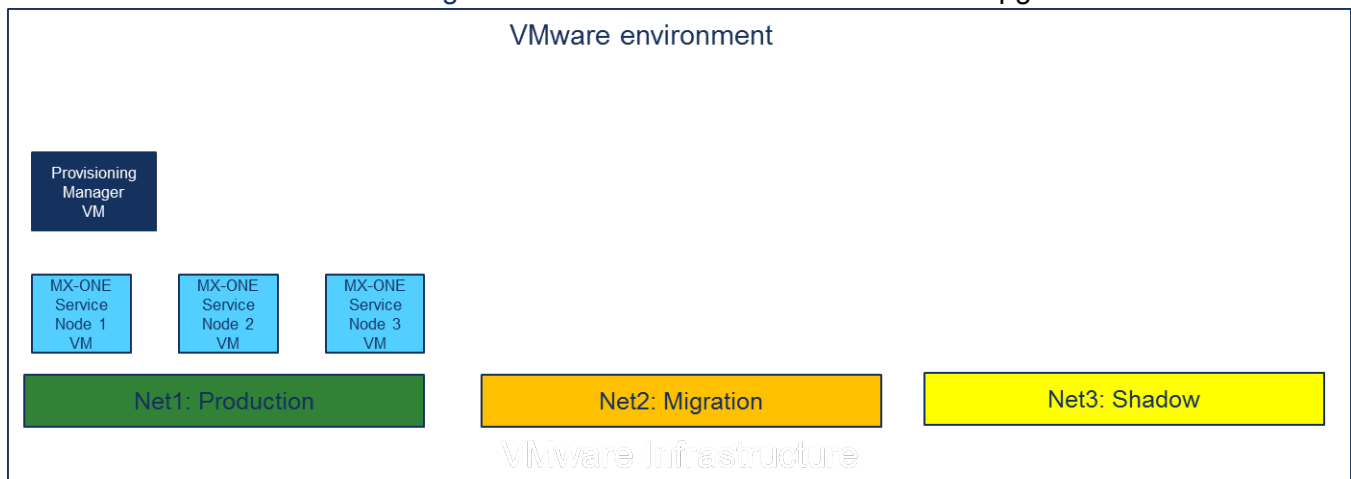 VMware environment
Provisioning
Manager
VM
MX-ONE
Service
Node 1
VM
MX-ONE
Service
Node 2
VM
MX-ONE
Service
Node 3
VM
Net1: Production
Net2: Migration
Net3: Shadow
VMware Infrastructure